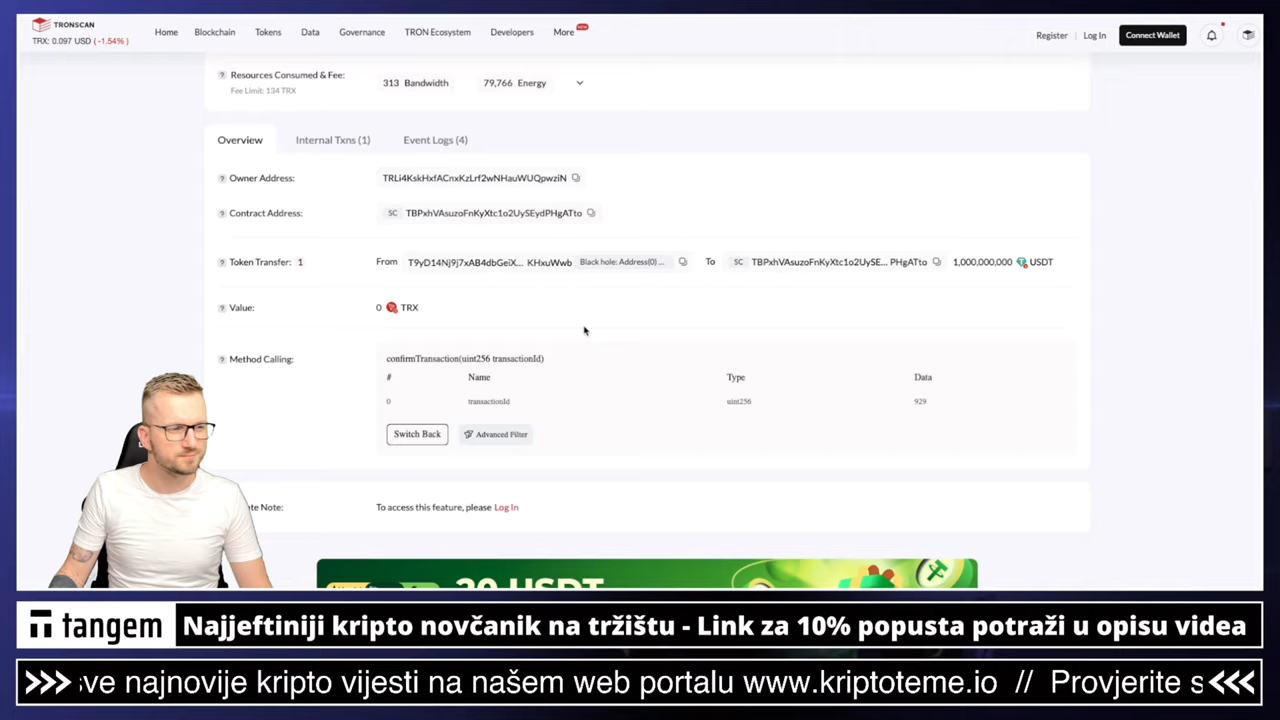 TRONSCAN
TRX: 0.097 USD (-1.54%)
Home Blockchain Tokens Data Governance TRON Ecosystem Developers More NEW
Register Log In Connect Wallet
? Resources Consumed & Fee: 313 Bandwidth 79,766 Energy
Fee Limit: 134 TRX
Overview Internal Txns (1) Event Logs (4)
? Owner Address: TRLi4KskHxfACnxKzLrf2wNHauWUQpwziN
? Contract Address: SC TBPxhVAsuzoFnKyXtc1o2UySEydPHgATto
? Token Transfer: 1 From T9yD14Nj9j7xAB4dbGeiX... KHxuWwb Black hole: Address(0) ... To SC TBPxhVAsuzoFnKyXtc1o2UySE... PHgATto 1,000,000,000 USDT
? Value: 0 TRX
? Method Calling: confirmTransaction(uint256 transactionId)
# Name Type Data
0 transactionId uint256 929
Switch Back Advanced Filter
Note: To access this feature, please Log In
20 USDT
tangem Najjeftiniji kripto novčanik na tržištu - Link za 10% popusta potraži u opisu videa
>>> sve najnovije kripto vijesti na našem web portalu www.kriptoteme.io // Provjerite s <<<